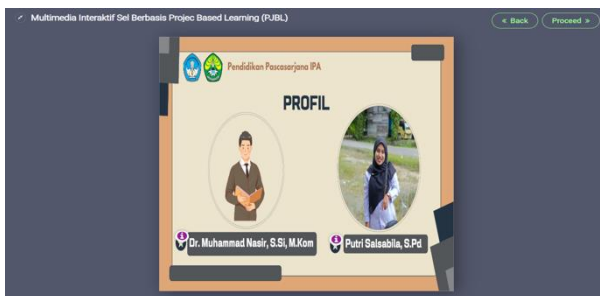 Multimedia Interaktif Sel Berbasis Projec Based Learning (PJBL)
« Back
Proceed »
Pendidikan Pascasarjana IPA
PROFIL
Dr. Muhammad Nasir, S.Si, M.Kom
Putri Salsabila, S.Pd